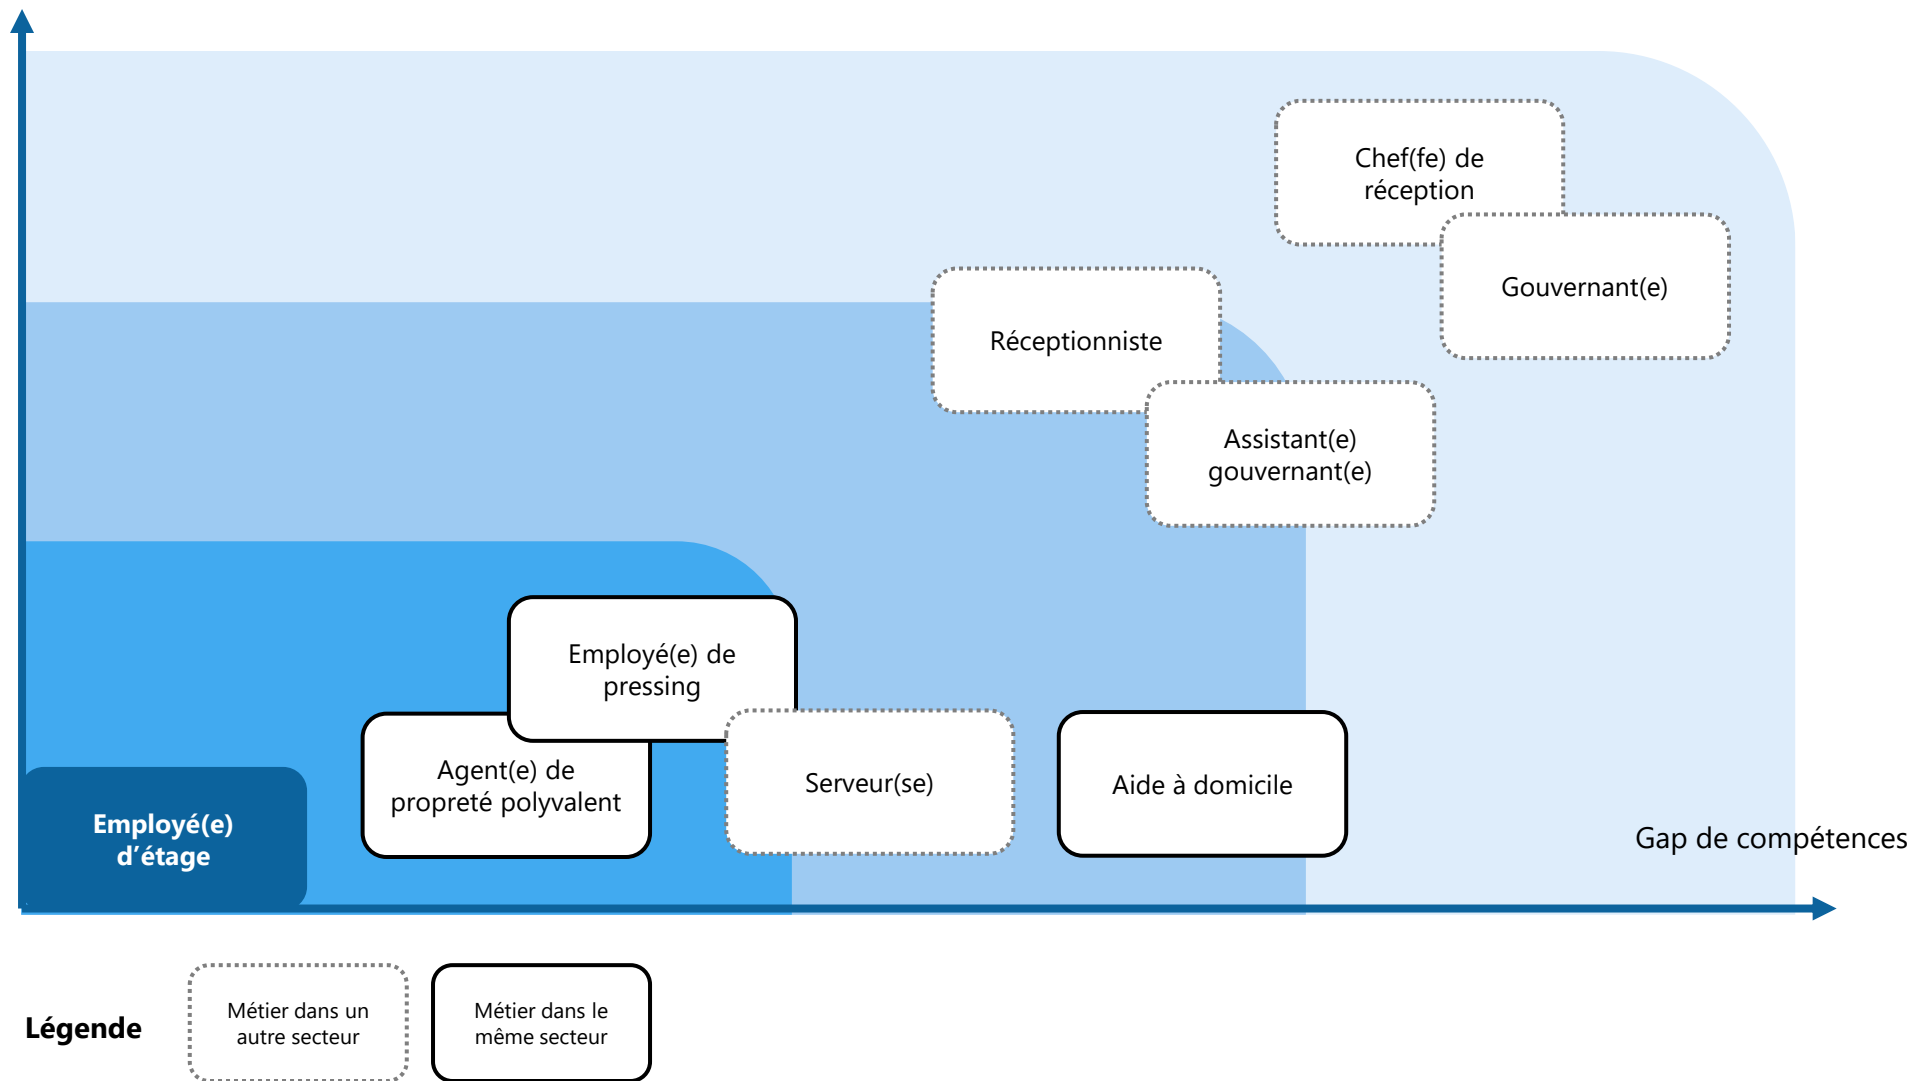 Chef(fe) de
réception
Gouvernant(e)
Réceptionniste
Assistant(e)
gouvernant(e)
Employé(e) de
pressing
Agent(e) de
propreté polyvalent
Serveur(se)
Aide à domicile
Employé(e)
d’étage
Gap de compétences
Légende
Métier dans un
autre secteur
Métier dans le
même secteur